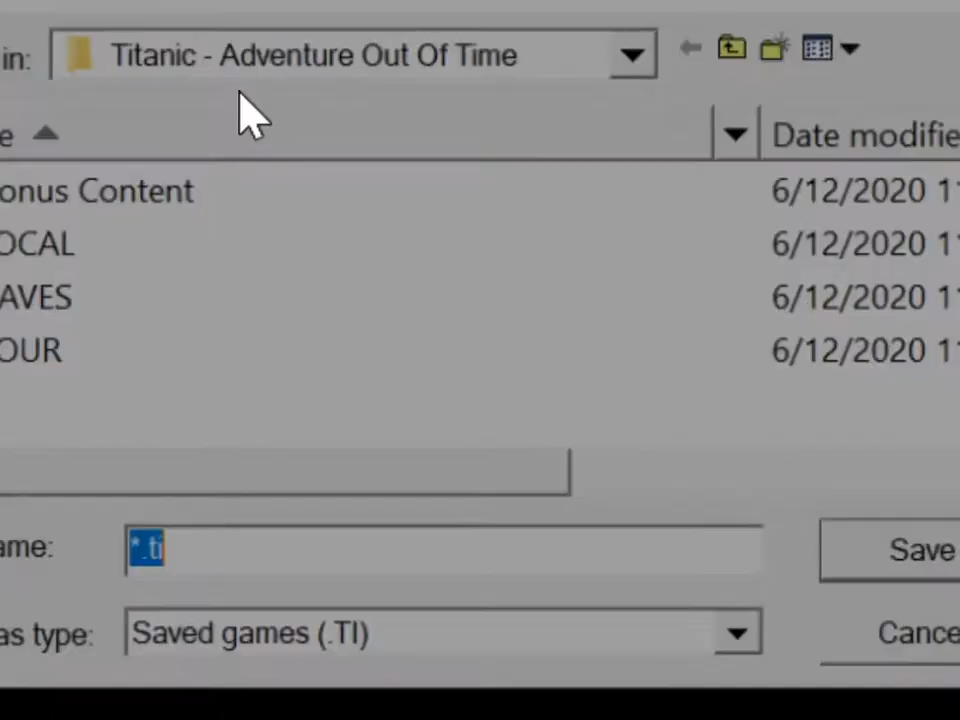 in: Titanic - Adventure Out Of Time
e Date modifie
onus Content 6/12/2020 1
OCAL 6/12/2020 1
AVES 6/12/2020 1
OUR 6/12/2020 1
ame: *.ti Save
as type: Saved games (.TI) Cance